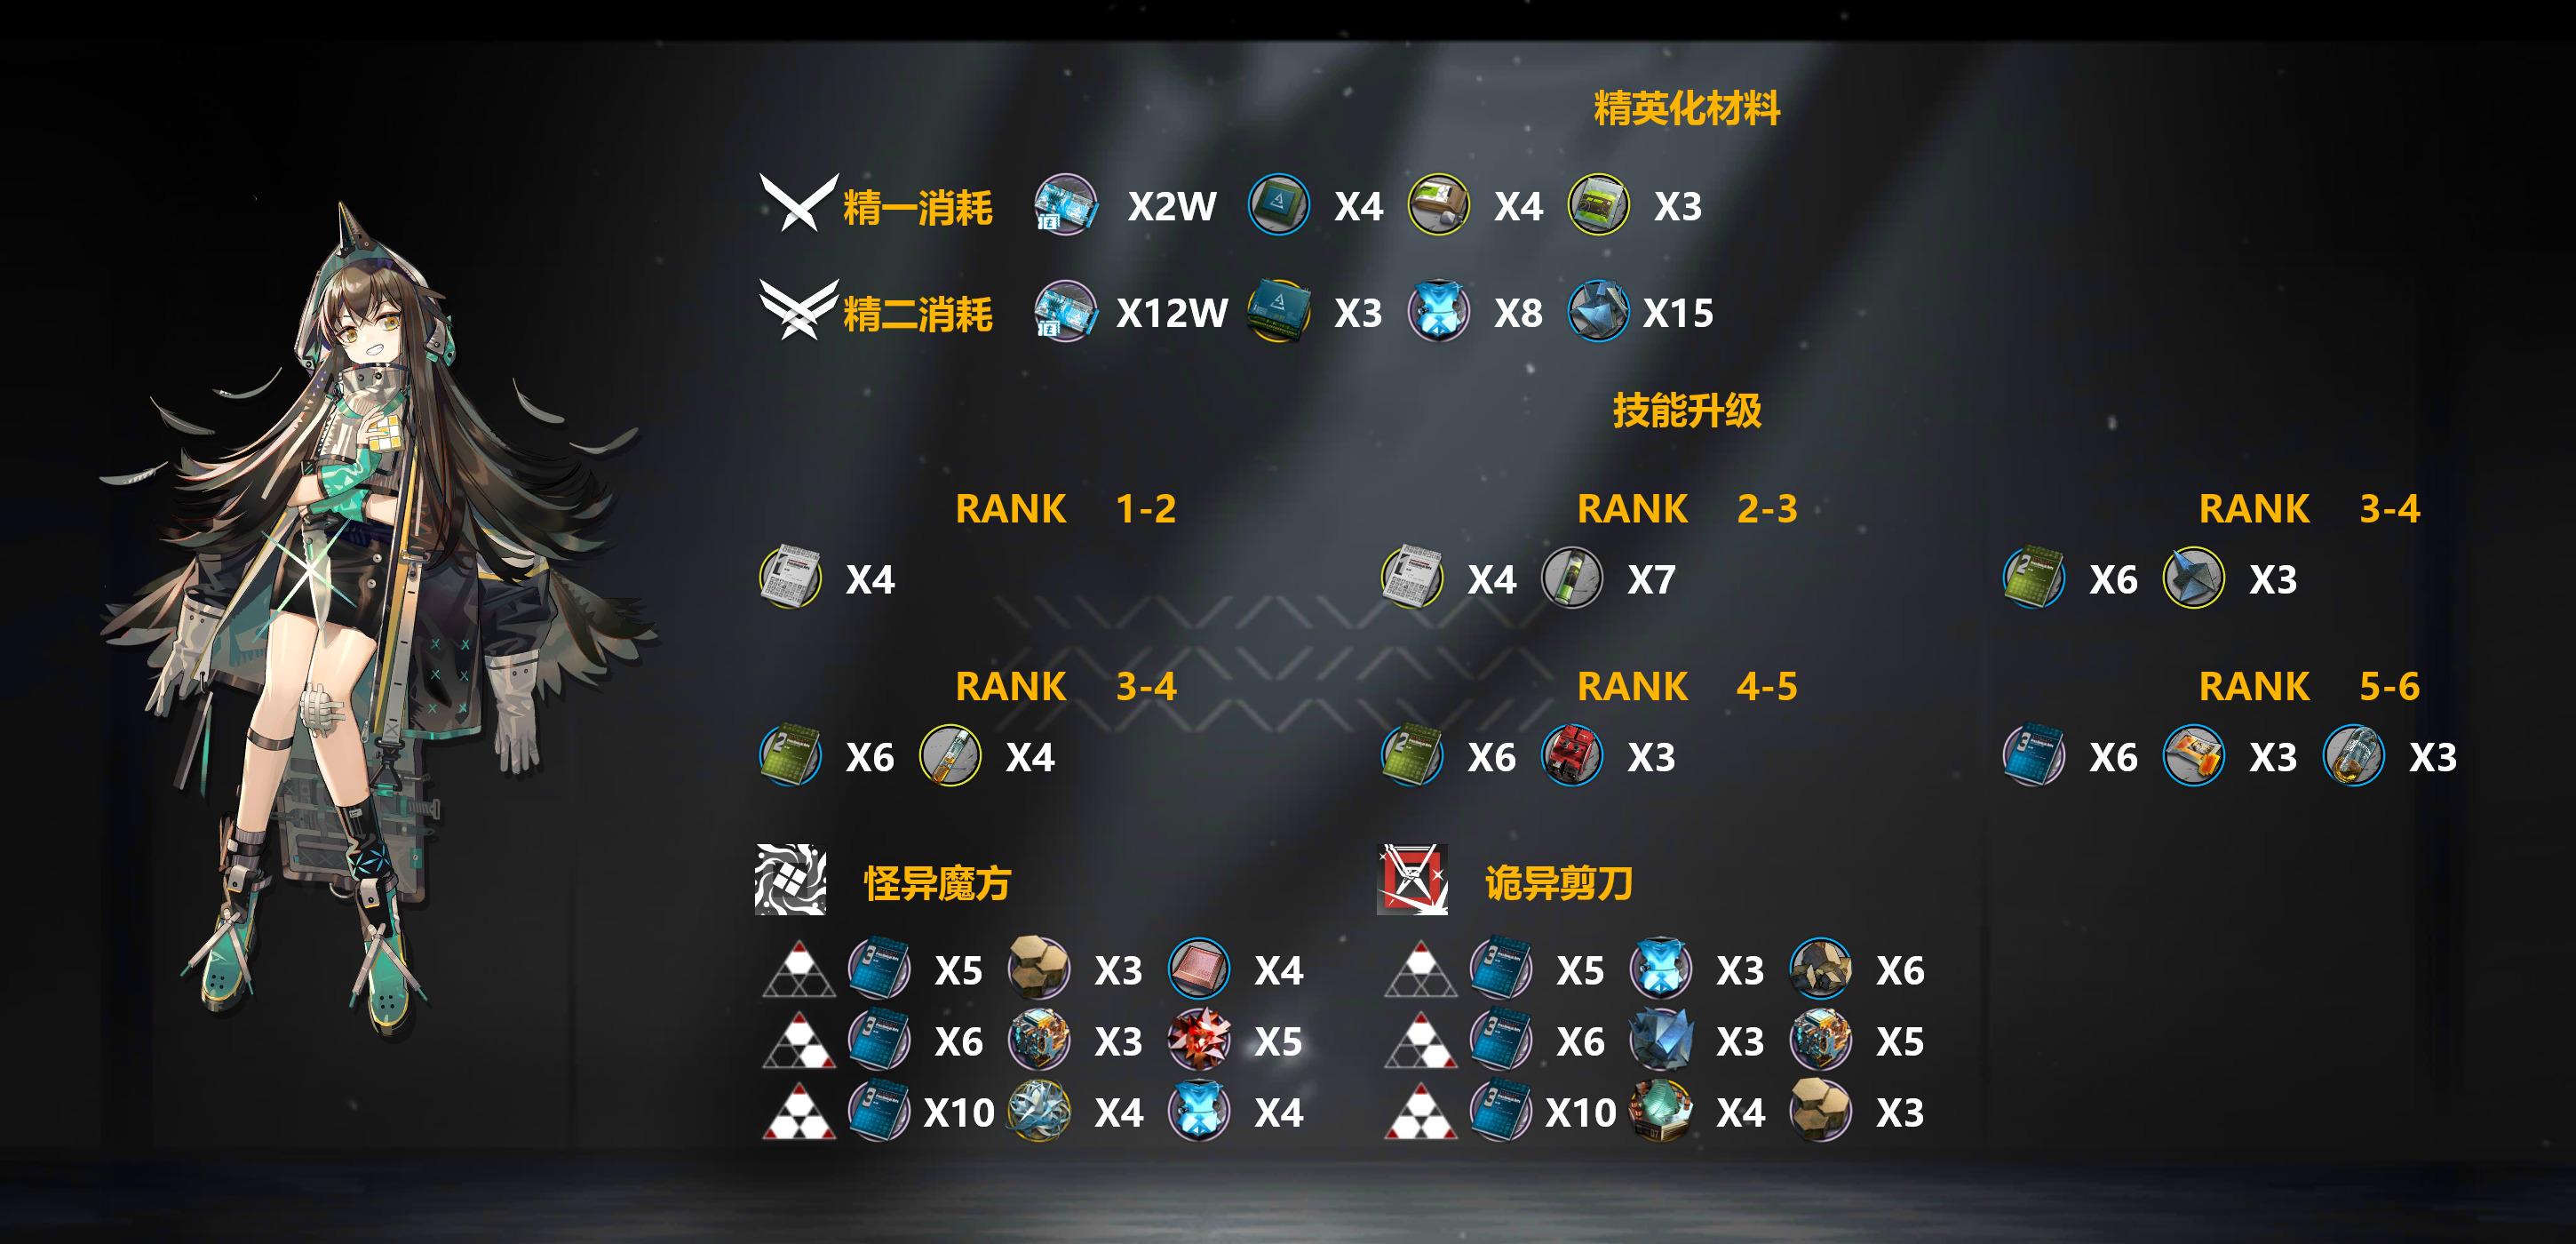 精英化材料
精一消耗 X2W X4 X4 X3
精二消耗 X12W X3 X8 X15
技能升级
RANK 1-2 RANK 2-3 RANK 3-4
X4 X4 X7 X6 X3
RANK 3-4 RANK 4-5 RANK 5-6
X6 X4 X6 X3 X6 X3 X3
怪异魔方 诡异剪刀
X5 X3 X4 X5 X3 X6
X6 X3 X5 X6 X3 X5
X10 X4 X4 X10 X4 X3